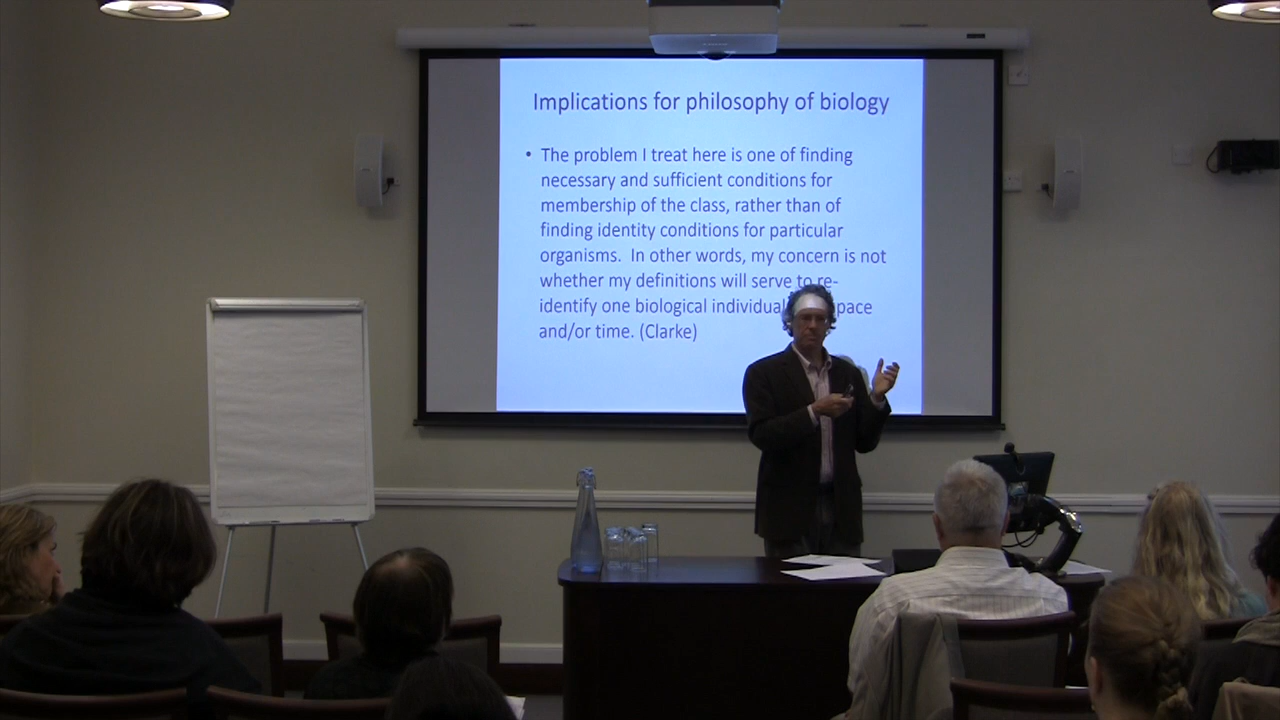 Implications for philosophy of biology
• The problem I treat here is one of finding
necessary and sufficient conditions for
membership of the class, rather than of
finding identity conditions for particular
organisms. In other words, my concern is not
whether my definitions will serve to re-
identify one biological individual space
and/or time. (Clarke)